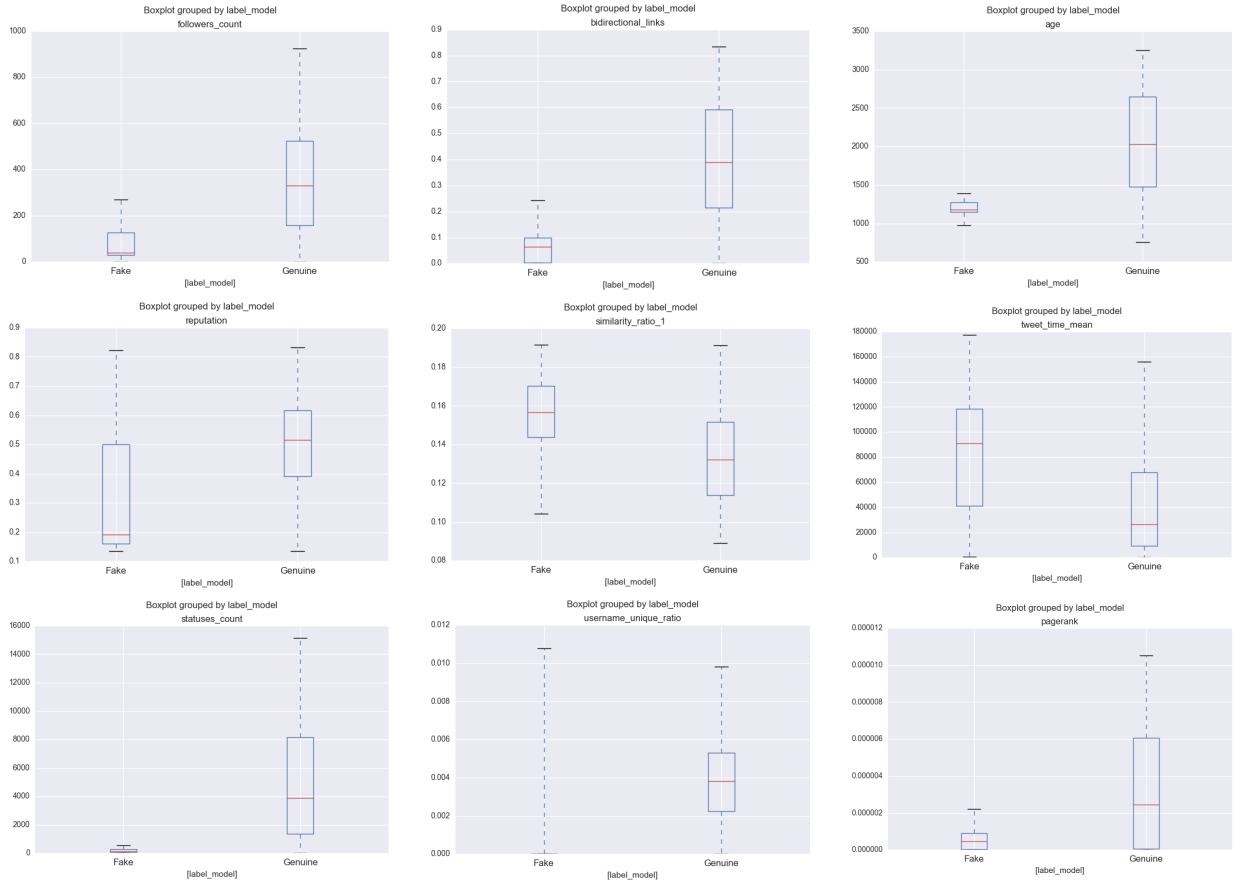 Boxplot grouped by label_model
followers_count
1000
800
600
400
200
0
Fake
Genuine
[label_model]
Boxplot grouped by label_model
bidirectional_links
0.9
0.8
0.7
0.6
0.5
0.4
0.3
0.2
0.1
0.0
Fake
Genuine
[label_model]
Boxplot grouped by label_model
age
3500
3000
2500
2000
1500
1000
500
Fake
Genuine
[label_model]
Boxplot grouped by label_model
reputation
0.9
0.8
0.7
0.6
0.5
0.4
0.3
0.2
0.1
Fake
Genuine
[label_model]
Boxplot grouped by label_model
similarity_ratio_1
0.20
0.18
0.16
0.14
0.12
0.10
0.08
Fake
Genuine
[label_model]
Boxplot grouped by label_model
tweet_time_mean
180000
160000
140000
120000
100000
80000
60000
40000
20000
0
Fake
Genuine
[label_model]
Boxplot grouped by label_model
statuses_count
16000
14000
12000
10000
8000
6000
4000
2000
0
Fake
Genuine
[label_model]
Boxplot grouped by label_model
username_unique_ratio
0.012
0.010
0.008
0.006
0.004
0.002
0.000
Fake
Genuine
[label_model]
Boxplot grouped by label_model
pagerank
0.000012
0.000010
0.000008
0.000006
0.000004
0.000002
0.000000
Fake
Genuine
[label_model]